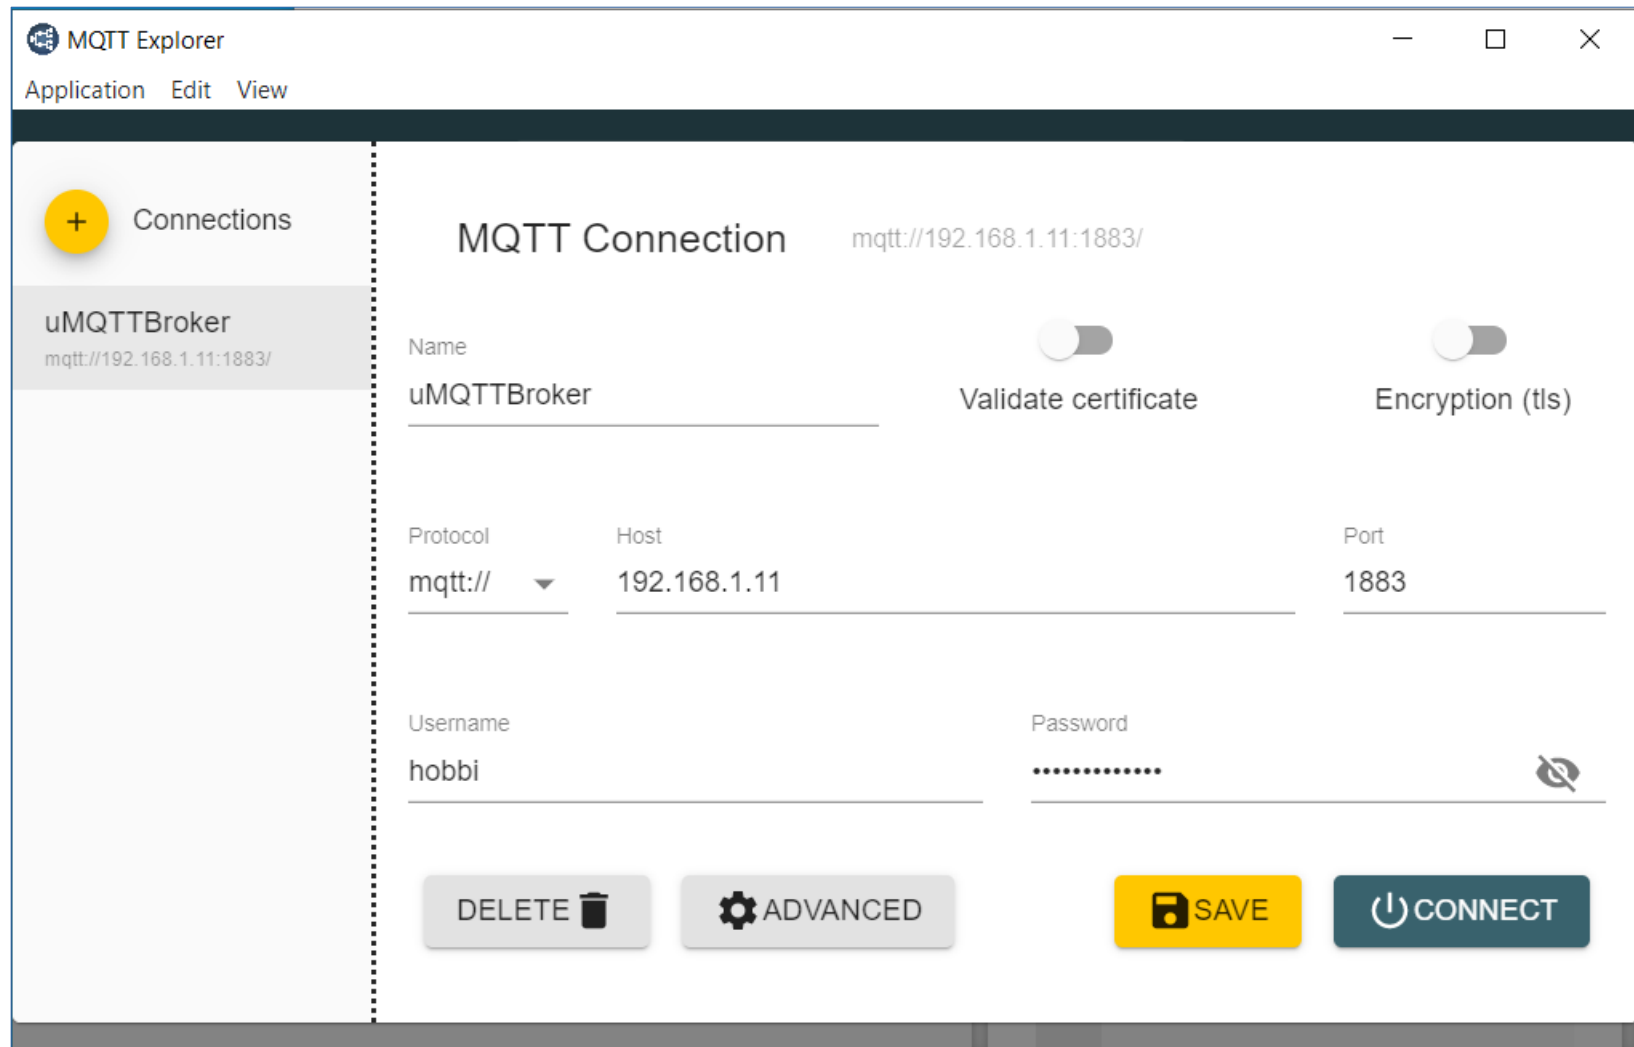 MQTT Explorer
Application Edit View
+ Connections
uMQTTBroker
mqtt://192.168.1.11:1883/
MQTT Connection mqtt://192.168.1.11:1883/
Name
uMQTTBroker
Validate certificate
Encryption (tls)
Protocol Host Port
mqtt:// 192.168.1.11 1883
Username Password
hobbi •••••••••••••
DELETE ADVANCED SAVE CONNECT